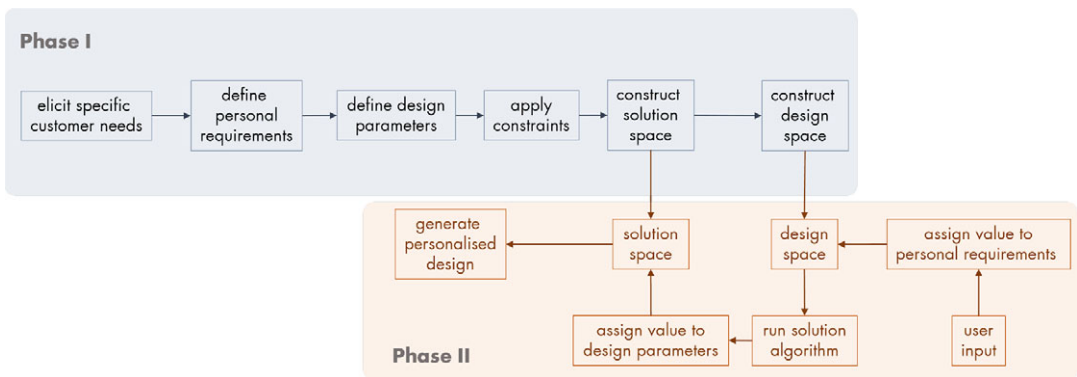 Phase I
elicit specific
customer needs
define
personal
requirements
define design
parameters
apply
constraints
construct
solution
space
construct
design
space
generate
personalised
design
solution
space
design
space
assign value to
personal requirements
assign value to
design parameters
run solution
algorithm
user
input
Phase II